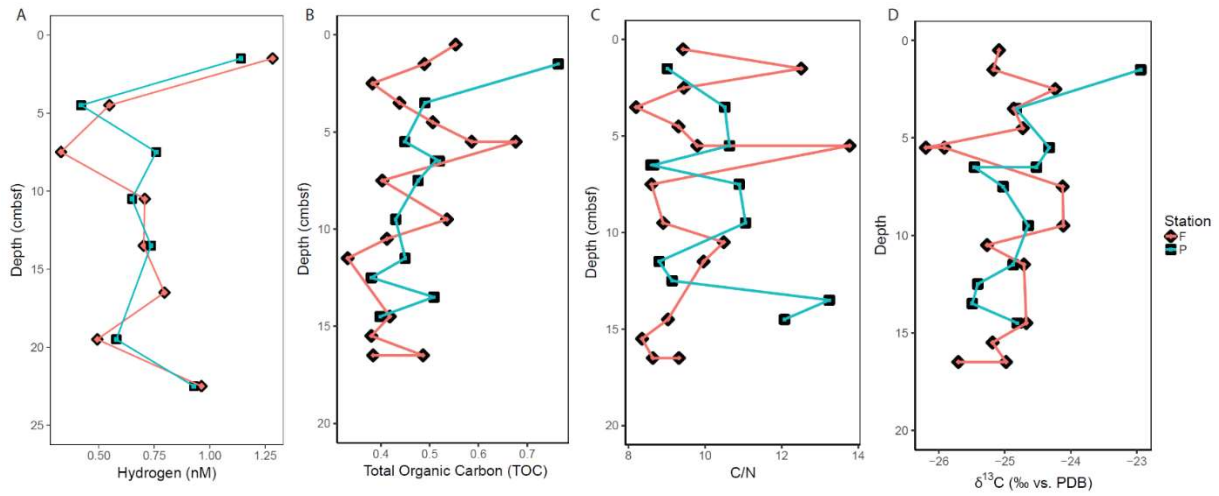 A
0
5
10
15
20
25
Depth (cmbsf)
0.50 0.75 1.00 1.25
Hydrogen (nM)
B
0
5
10
15
20
Depth (cmbsf)
0.4 0.5 0.6 0.7
Total Organic Carbon (TOC)
C
0
5
10
15
20
Depth (cmbsf)
8 10 12 14
C/N
D
0
5
10
15
20
Depth
−26 −25 −24 −23
δ¹³C (‰ vs. PDB)
Station
F
P